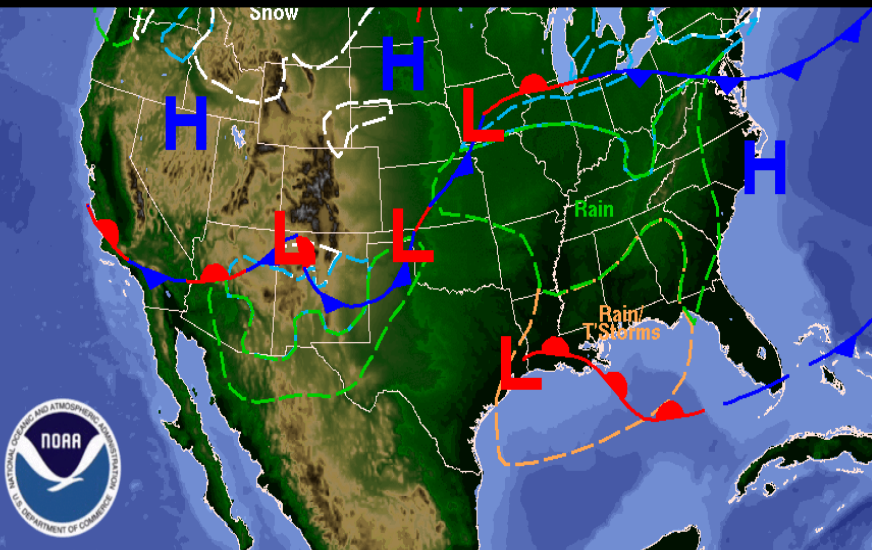 Snow
H
H
L
H
Rain
L
L
Rain/
T'Storms
L
NATIONAL OCEANIC AND ATMOSPHERIC ADMINISTRATION
NOAA
U.S. DEPARTMENT OF COMMERCE